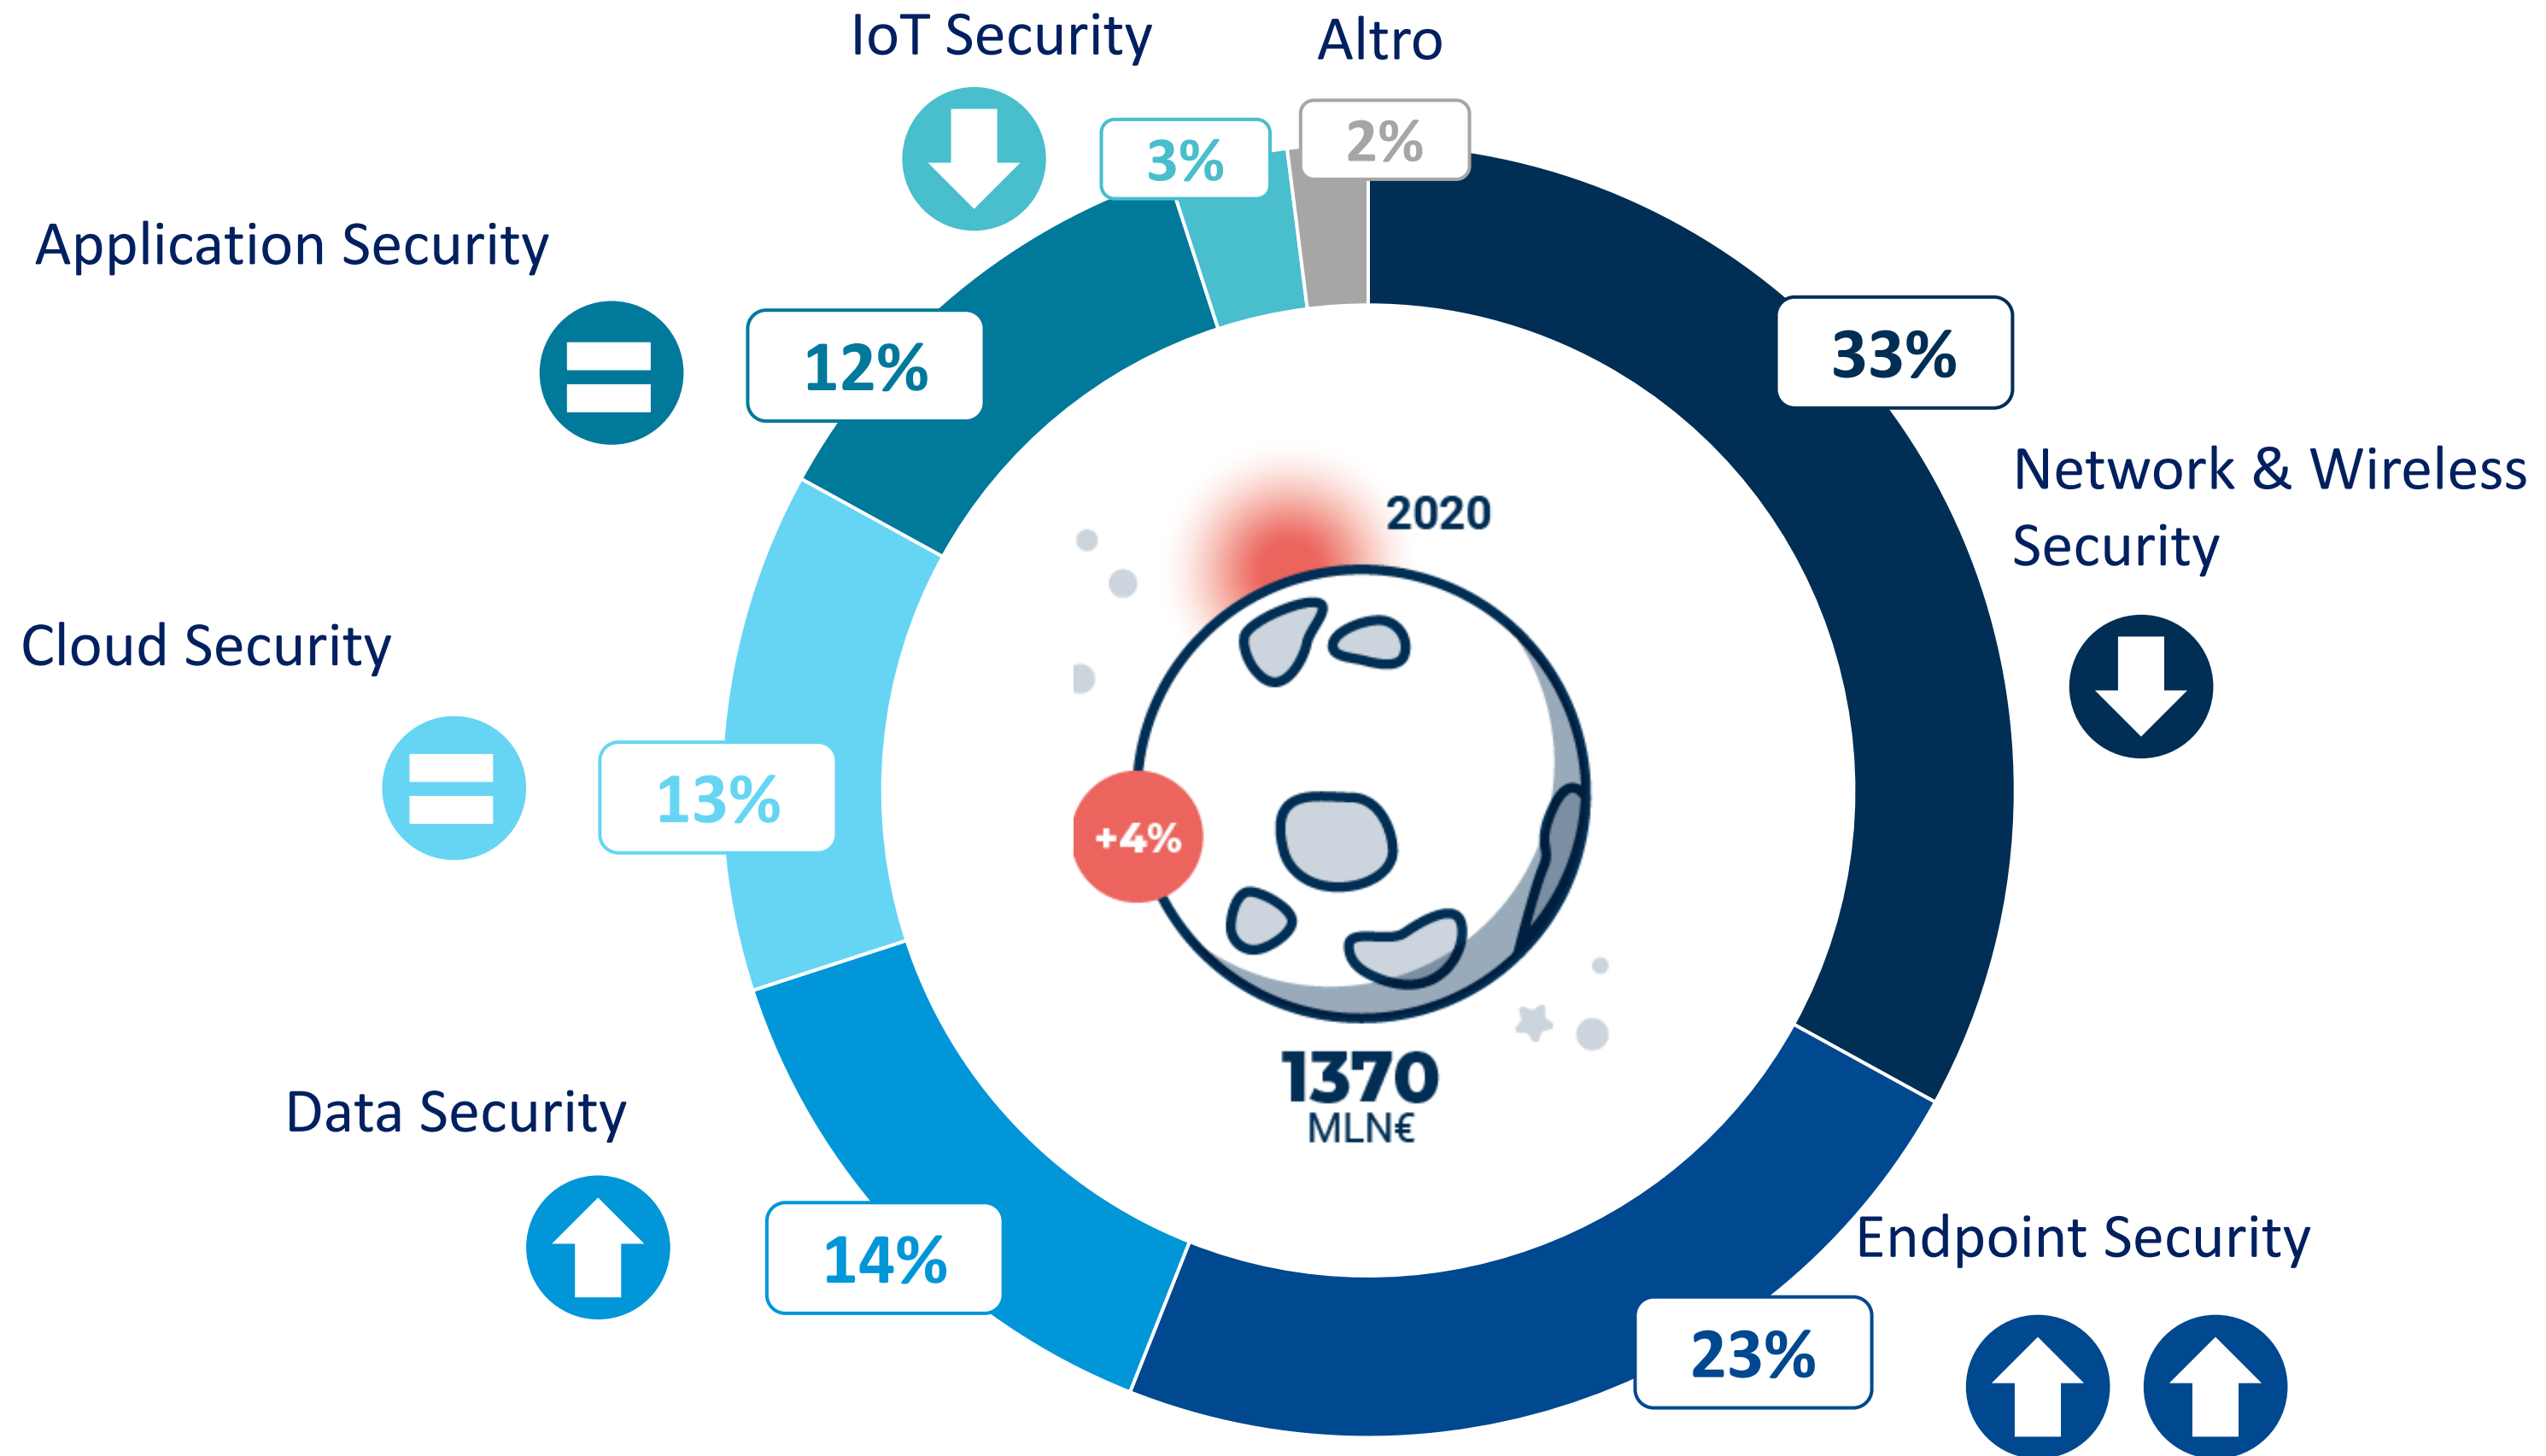 IoT Security
Altro
3%
2%
Application Security
12%
33%
Network & Wireless
Security
2020
Cloud Security
13%
+4%
1370
MLN€
Data Security
14%
Endpoint Security
23%